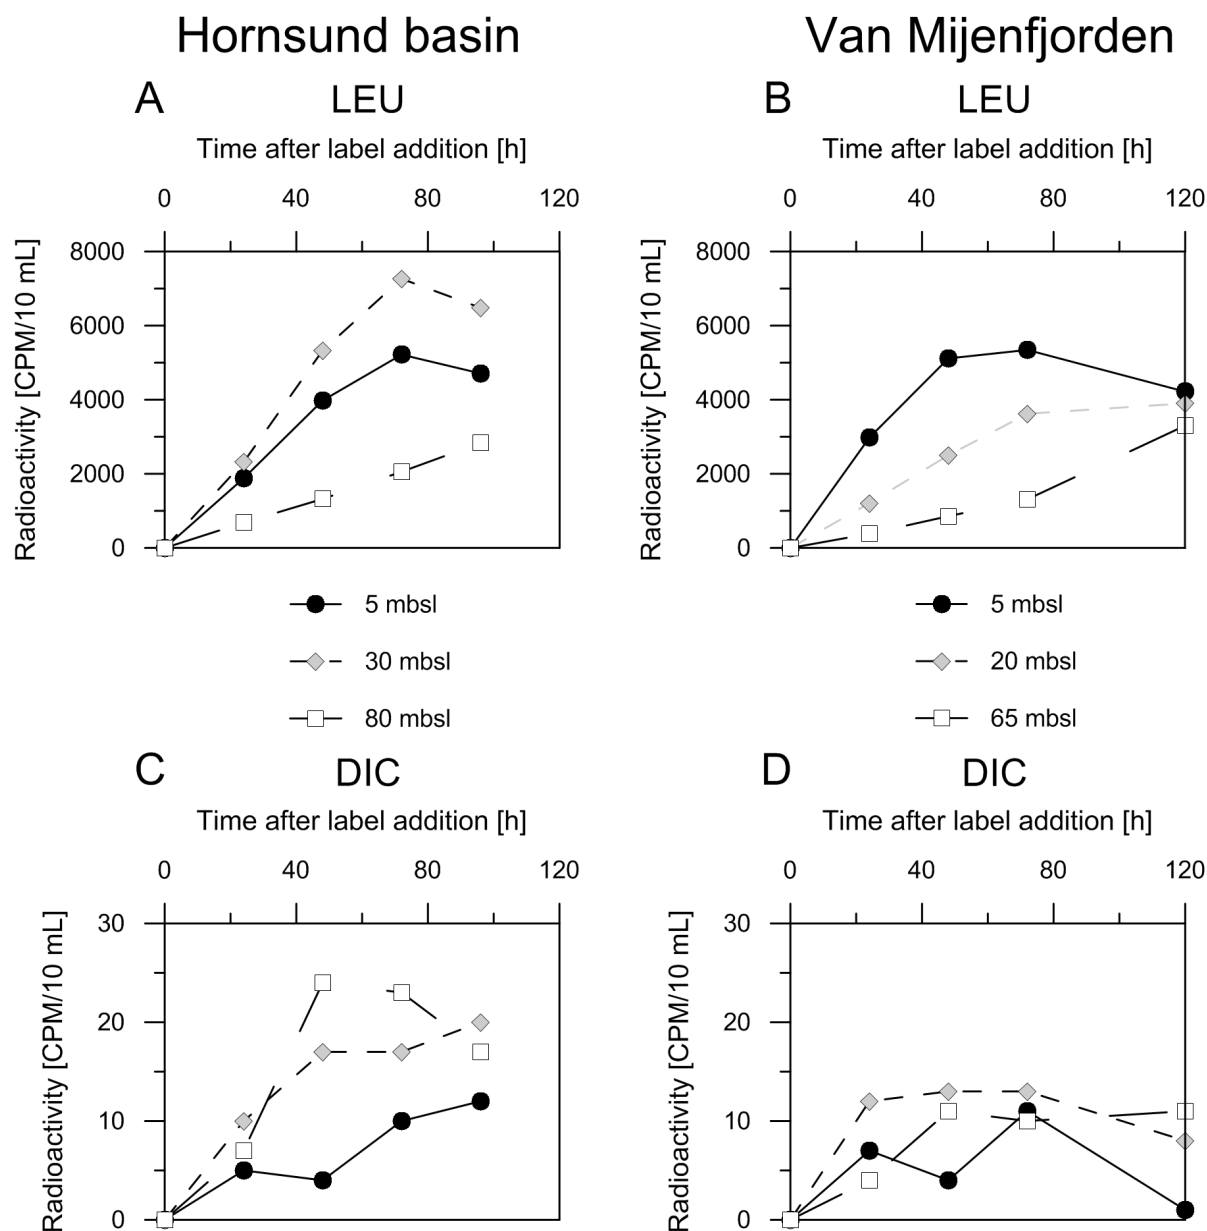 Hornsund basin
Van Mijenfjorden
A
LEU
B
LEU
Time after label addition [h]
Time after label addition [h]
0 40 80 120
0 40 80 120
Radioactivity [CPM/10 mL]
8000
6000
4000
2000
0
Radioactivity [CPM/10 mL]
8000
6000
4000
2000
0
5 mbsl
30 mbsl
80 mbsl
5 mbsl
20 mbsl
65 mbsl
C
DIC
D
DIC
Time after label addition [h]
Time after label addition [h]
0 40 80 120
0 40 80 120
Radioactivity [CPM/10 mL]
30
20
10
0
Radioactivity [CPM/10 mL]
30
20
10
0